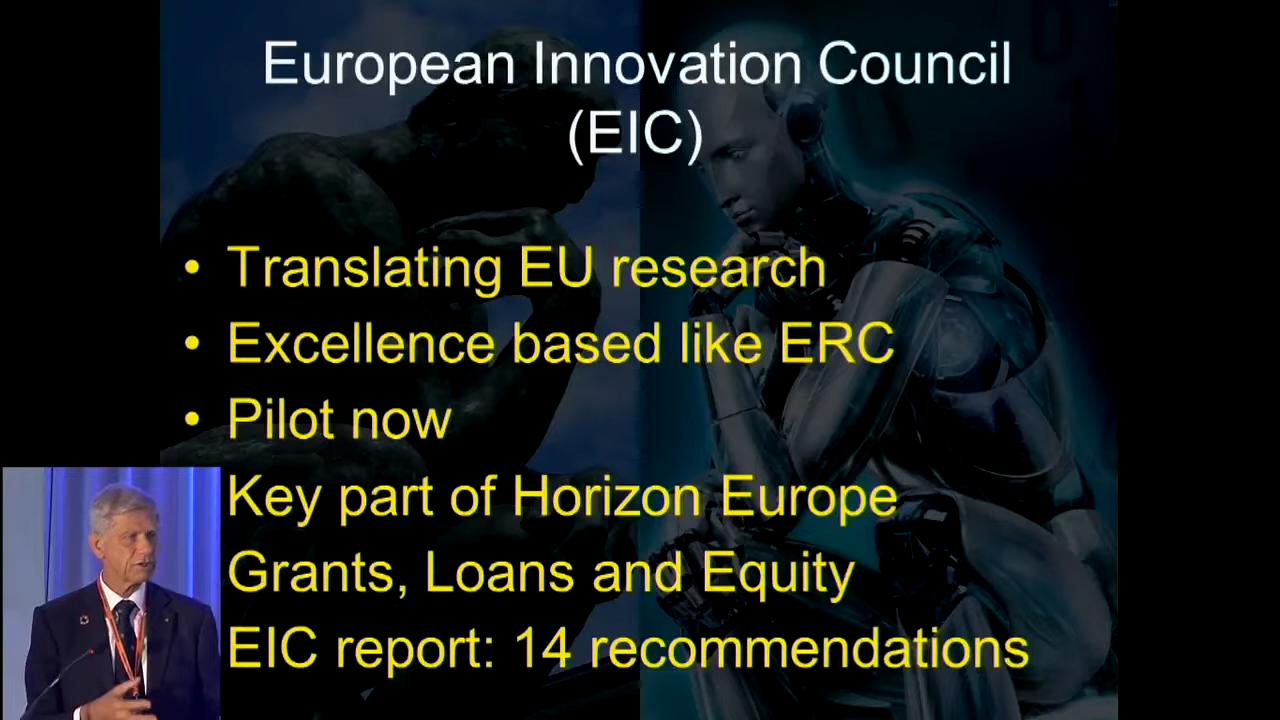 European Innovation Council
(EIC)
• Translating EU research
• Excellence based like ERC
• Pilot now
Key part of Horizon Europe
Grants, Loans and Equity
EIC report: 14 recommendations